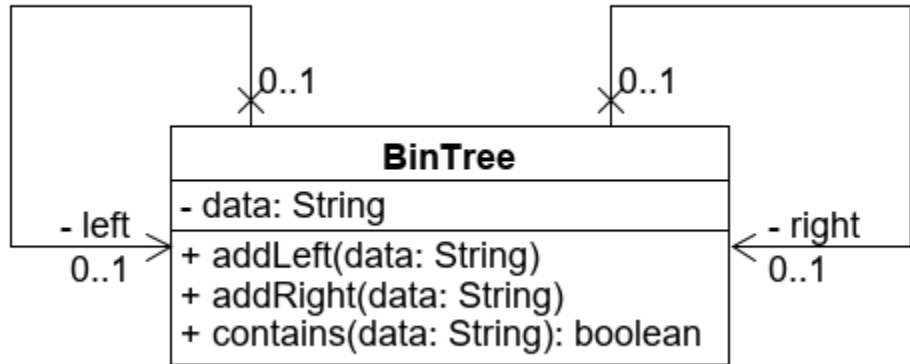 0..1
0..1
BinTree
- data: String
- left
0..1
- right
0..1
+ addLeft(data: String)
+ addRight(data: String)
+ contains(data: String): boolean